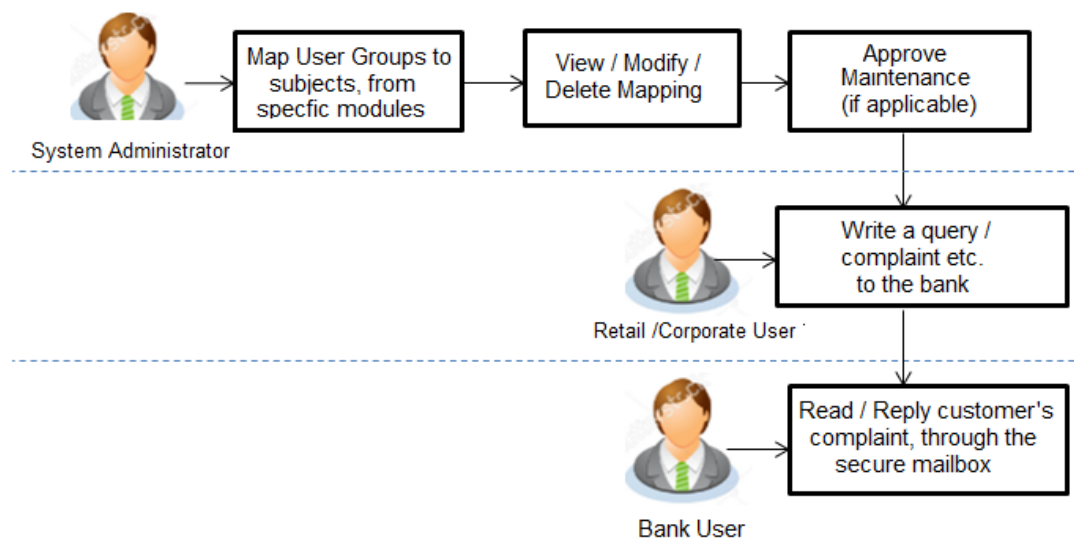 Map User Groups to
subjects, from
specfic modules
View / Modify /
Delete Mapping
Approve
Maintenance
(if applicable)
System Administrator
Write a query /
complaint etc.
to the bank
Retail /Corporate User
Read / Reply customer's
complaint, through the
secure mailbox
Bank User